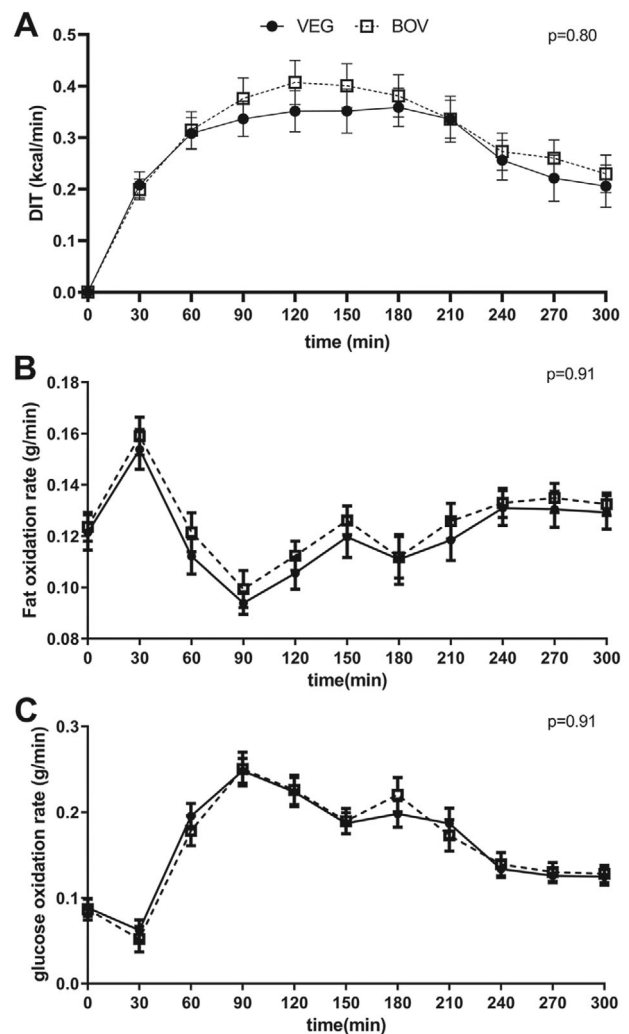 A
VEG BOV
p=0.80
DIT (kcal/min)
0.5
0.4
0.3
0.2
0.1
0.0
0 30 60 90 120 150 180 210 240 270 300
time (min)
B
p=0.91
Fat oxidation rate (g/min)
0.18
0.16
0.14
0.12
0.10
0.08
0 30 60 90 120 150 180 210 240 270 300
time(min)
C
p=0.91
glucose oxidation rate (g/min)
0.3
0.2
0.1
0.0
0 30 60 90 120 150 180 210 240 270 300
time(min)